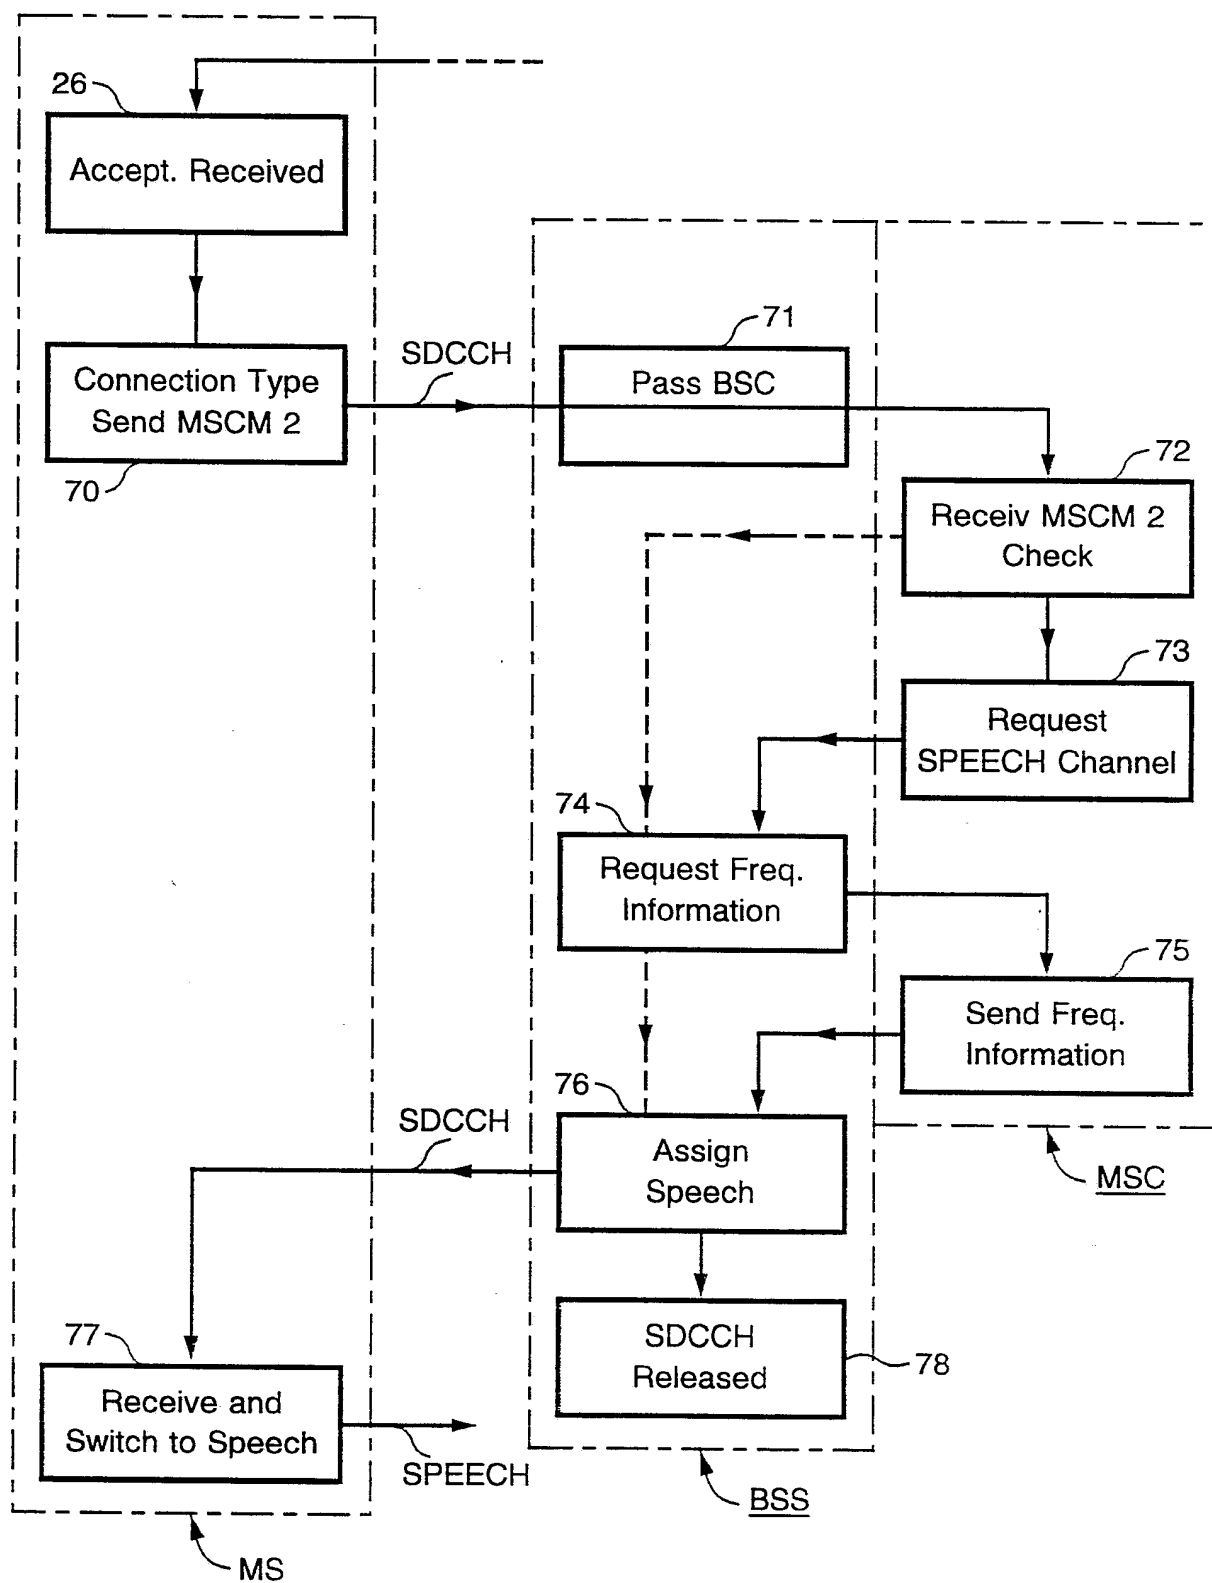 26
Accept. Received
71
SDCCH
Connection Type
Send MSCM 2
Pass BSC
70
72
Receiv MSCM 2
Check
73
Request
SPEECH Channel
74
Request Freq.
Information
75
Send Freq.
Information
76
SDCCH
Assign
Speech
MSC
77
SDCCH
Released
78
Receive and
Switch to Speech
SPEECH
BSS
MS